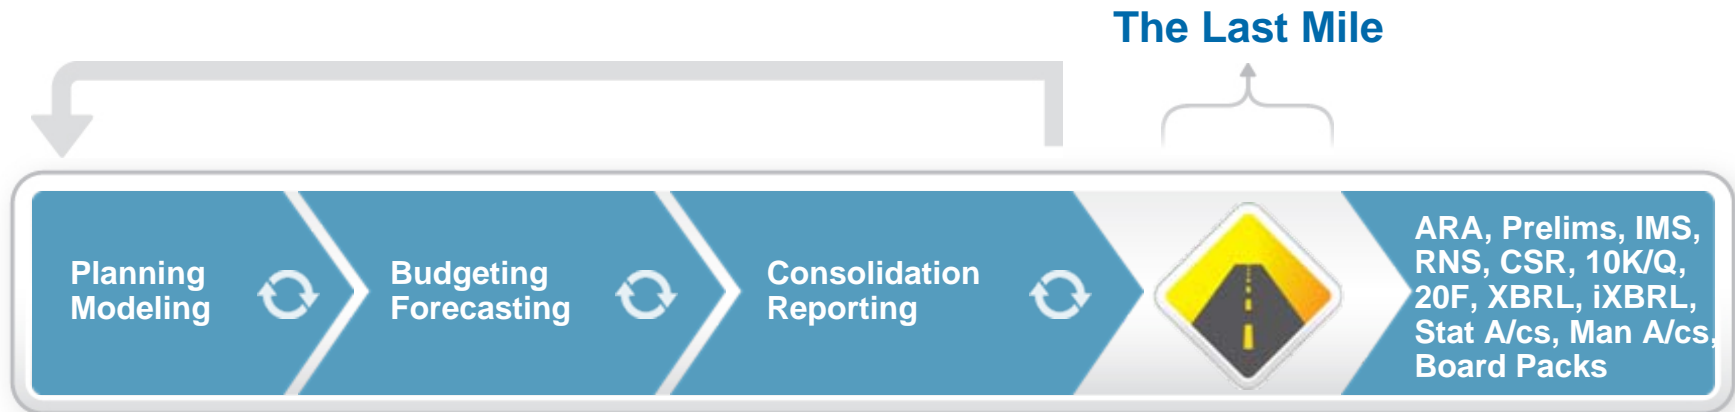 The Last Mile
Planning
Modeling
Budgeting
Forecasting
Consolidation
Reporting
ARA, Prelims, IMS,
RNS, CSR, 10K/Q,
20F, XBRL, iXBRL,
Stat A/cs, Man A/cs,
Board Packs